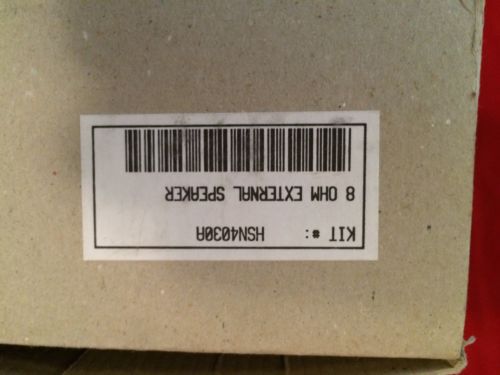 KIT #: HSN4030A
8 OHM EXTERNAL SPEAKER